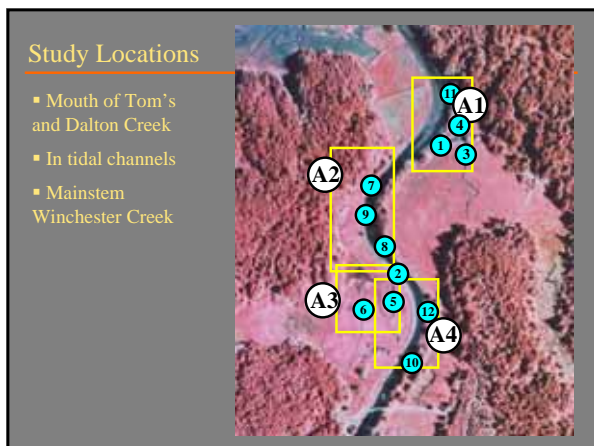 Study Locations
▪ Mouth of Tom's
and Dalton Creek
▪ In tidal channels
▪ Mainstem
Winchester Creek
11
A1
4
1
3
A2
7
9
8
2
A3
6
5
12
A4
10